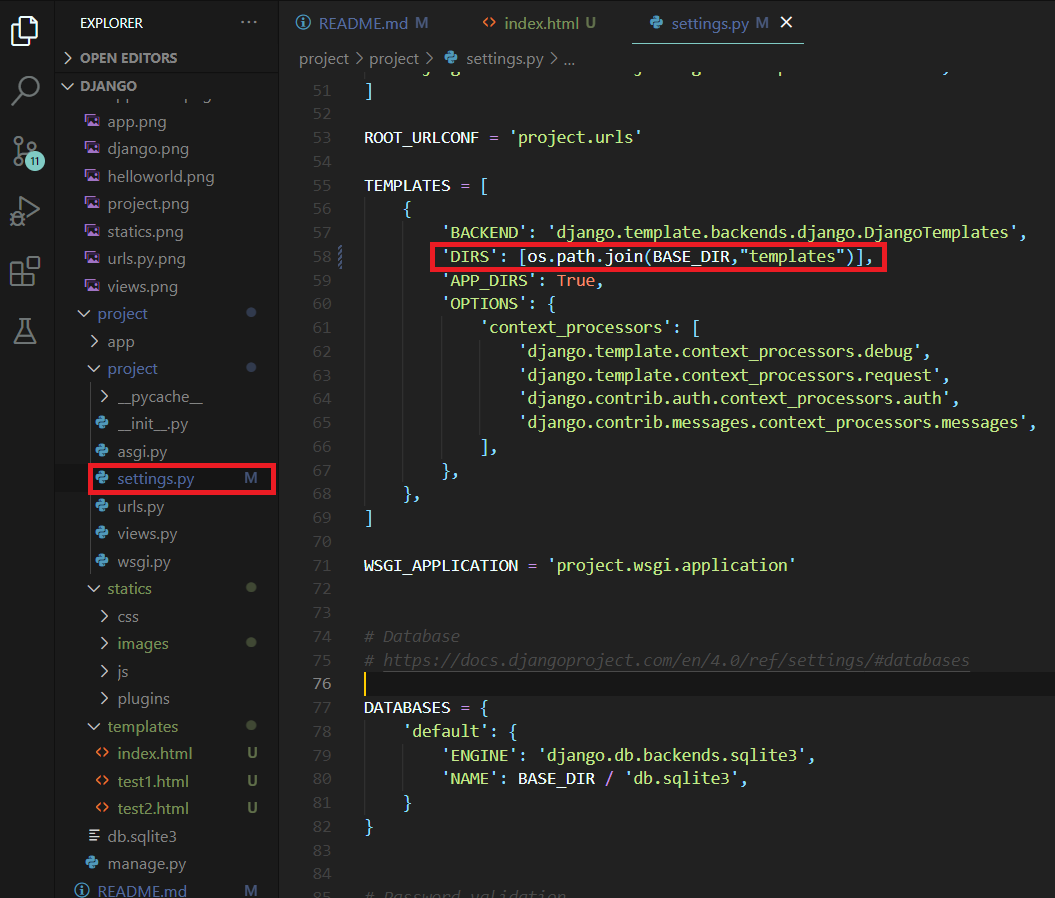 EXPLORER
OPEN EDITORS
DJANGO
app.png
django.png
helloworld.png
project.png
statics.png
urls.py.png
views.png
project
app
project
__pycache__
__init__.py
asgi.py
settings.py M
urls.py
views.py
wsgi.py
statics
css
images
js
plugins
templates
index.html U
test1.html U
test2.html U
db.sqlite3
manage.py
README.md M
11
README.md M index.html U settings.py M
project > project > settings.py > ...
51 ]
52
53 ROOT_URLCONF = 'project.urls'
54
55 TEMPLATES = [
56 {
57 'BACKEND': 'django.template.backends.django.DjangoTemplates',
58 'DIRS': [os.path.join(BASE_DIR,"templates")],
59 'APP_DIRS': True,
60 'OPTIONS': {
61 'context_processors': [
62 'django.template.context_processors.debug',
63 'django.template.context_processors.request',
64 'django.contrib.auth.context_processors.auth',
65 'django.contrib.messages.context_processors.messages',
66 ],
67 },
68 },
69 ]
70
71 WSGI_APPLICATION = 'project.wsgi.application'
72
73
74 # Database
75 # https://docs.djangoproject.com/en/4.0/ref/settings/#databases
76
77 DATABASES = {
78 'default': {
79 'ENGINE': 'django.db.backends.sqlite3',
80 'NAME': BASE_DIR / 'db.sqlite3',
81 }
82 }
83
84
85 # Password validation